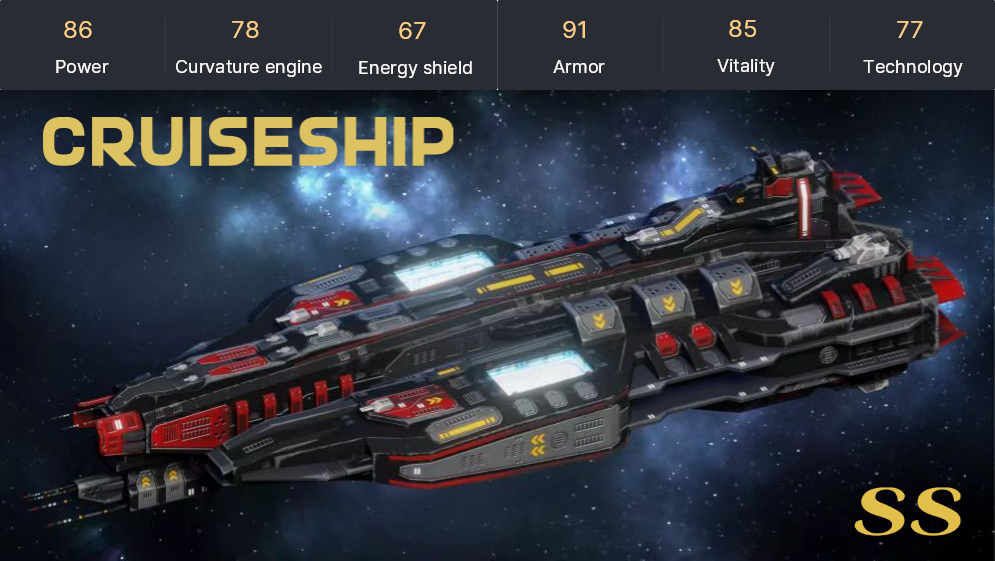 86 78 67 91 85 77
Power Curvature engine Energy shield Armor Vitality Technology
CRUISESHIP
SS